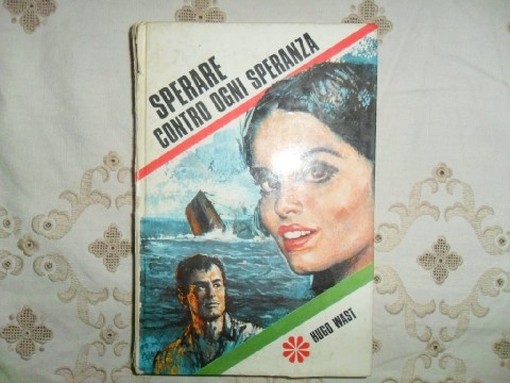 SPERARE
CONTRO OGNI SPERANZA
HUGO WAST